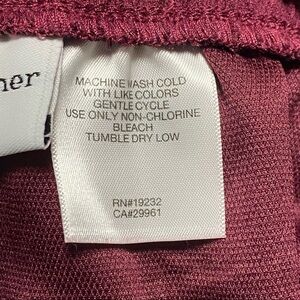 ner
MACHINE WASH COLD
WITH LIKE COLORS
GENTLE CYCLE
USE ONLY NON-CHLORINE
BLEACH
TUMBLE DRY LOW
RN#19232
CA#29961